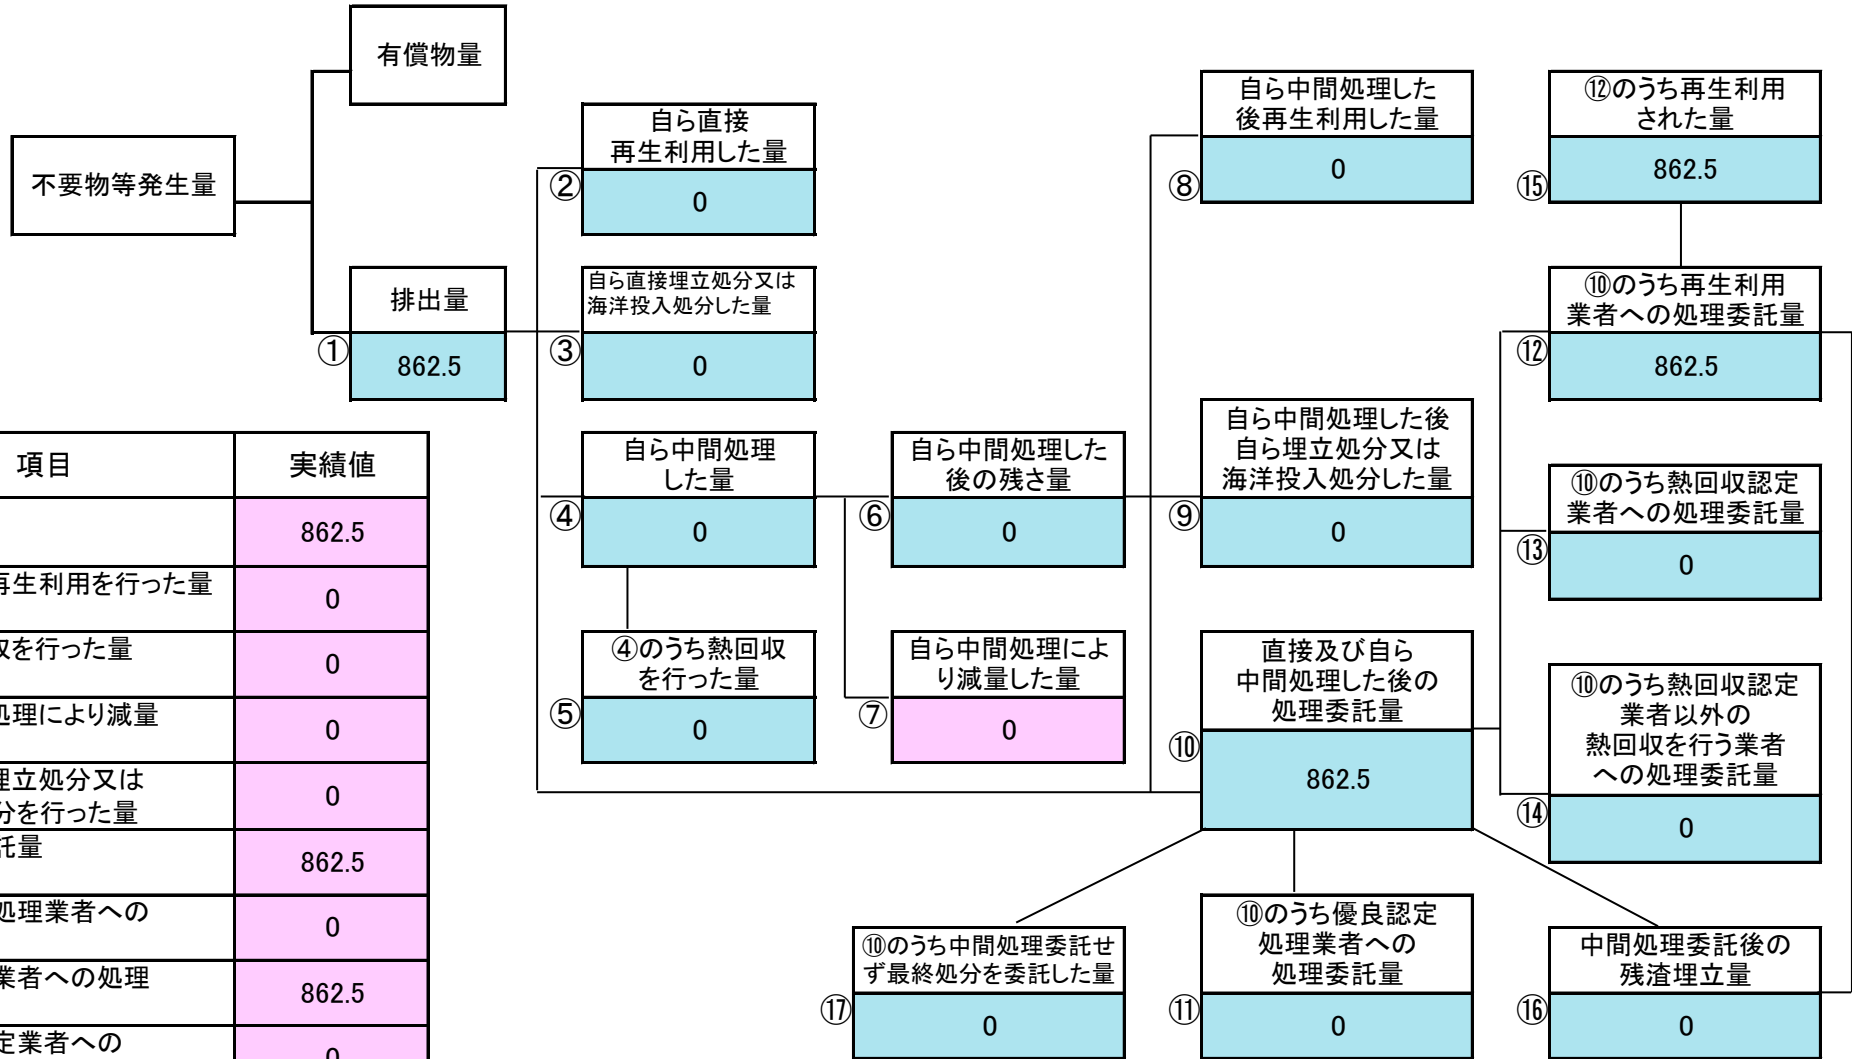 有償物量
不要物等発生量
排出量
①
862.5
自ら直接
再生利用した量
②
0
自ら直接埋立処分又は
海洋投入処分した量
③
0
自ら中間処理
した量
④
0
④のうち熱回収
を行った量
⑤
0
自ら中間処理した
後の残さ量
⑥
0
自ら中間処理によ
り減量した量
⑦
0
自ら中間処理した
後再生利用した量
⑧
0
自ら中間処理した後
自ら埋立処分又は
海洋投入処分した量
⑨
0
直接及び自ら
中間処理した後の
処理委託量
⑩
862.5
⑫のうち再生利用
された量
⑮
862.5
⑩のうち再生利用
業者への処理委託量
⑫
862.5
⑩のうち熱回収認定
業者への処理委託量
⑬
0
⑩のうち熱回収認定
業者以外の
熱回収を行う業者
への処理委託量
⑭
0
⑩のうち中間処理委託せ
ず最終処分を委託した量
⑰
0
⑩のうち優良認定
処理業者への
処理委託量
⑪
0
中間処理委託後の
残渣埋立量
⑯
0
項目 実績値
862.5
再生利用を行った量 0
収を行った量 0
処理により減量 0
埋立処分又は
分を行った量 0
託量 862.5
処理業者への 0
業者への処理 862.5
定業者への 0